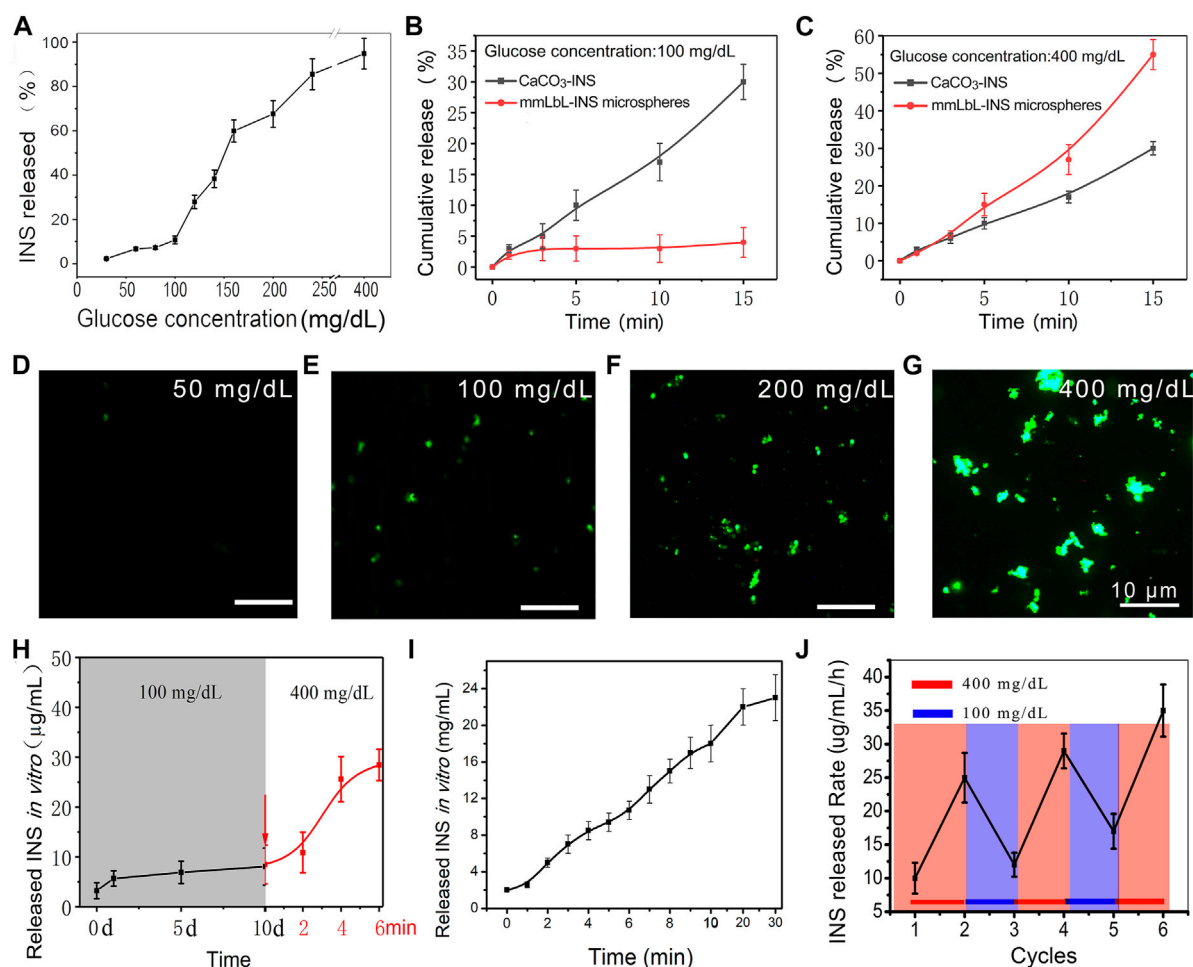 A
INS released (%)
100
80
60
40
20
0
0 50 100 150 200 250 400
Glucose concentration (mg/dL)
B
Cumulative release (%)
35
30
25
20
15
10
5
0
Glucose concentration:100 mg/dL
CaCO₃-INS
mmLbL-INS microspheres
0 5 10 15
Time (min)
C
Cumulative release (%)
60
50
40
30
20
10
0
Glucose concentration:400 mg/dL
CaCO₃-INS
mmLbL-INS microspheres
0 5 10 15
Time (min)
D
50 mg/dL
E
100 mg/dL
F
200 mg/dL
G
400 mg/dL
10 μm
H
Released INS in vitro (μg/mL)
50
40
30
20
10
0
100 mg/dL
400 mg/dL
0d 5d 10d 2 4 6min
Time
I
Released INS in vitro (mg/mL)
24
20
16
12
8
4
0
0 2 4 6 8 10 20 30
Time (min)
J
INS released Rate (ug/mL/h)
40
35
30
25
20
15
10
5
400 mg/dL
100 mg/dL
1 2 3 4 5 6
Cycles